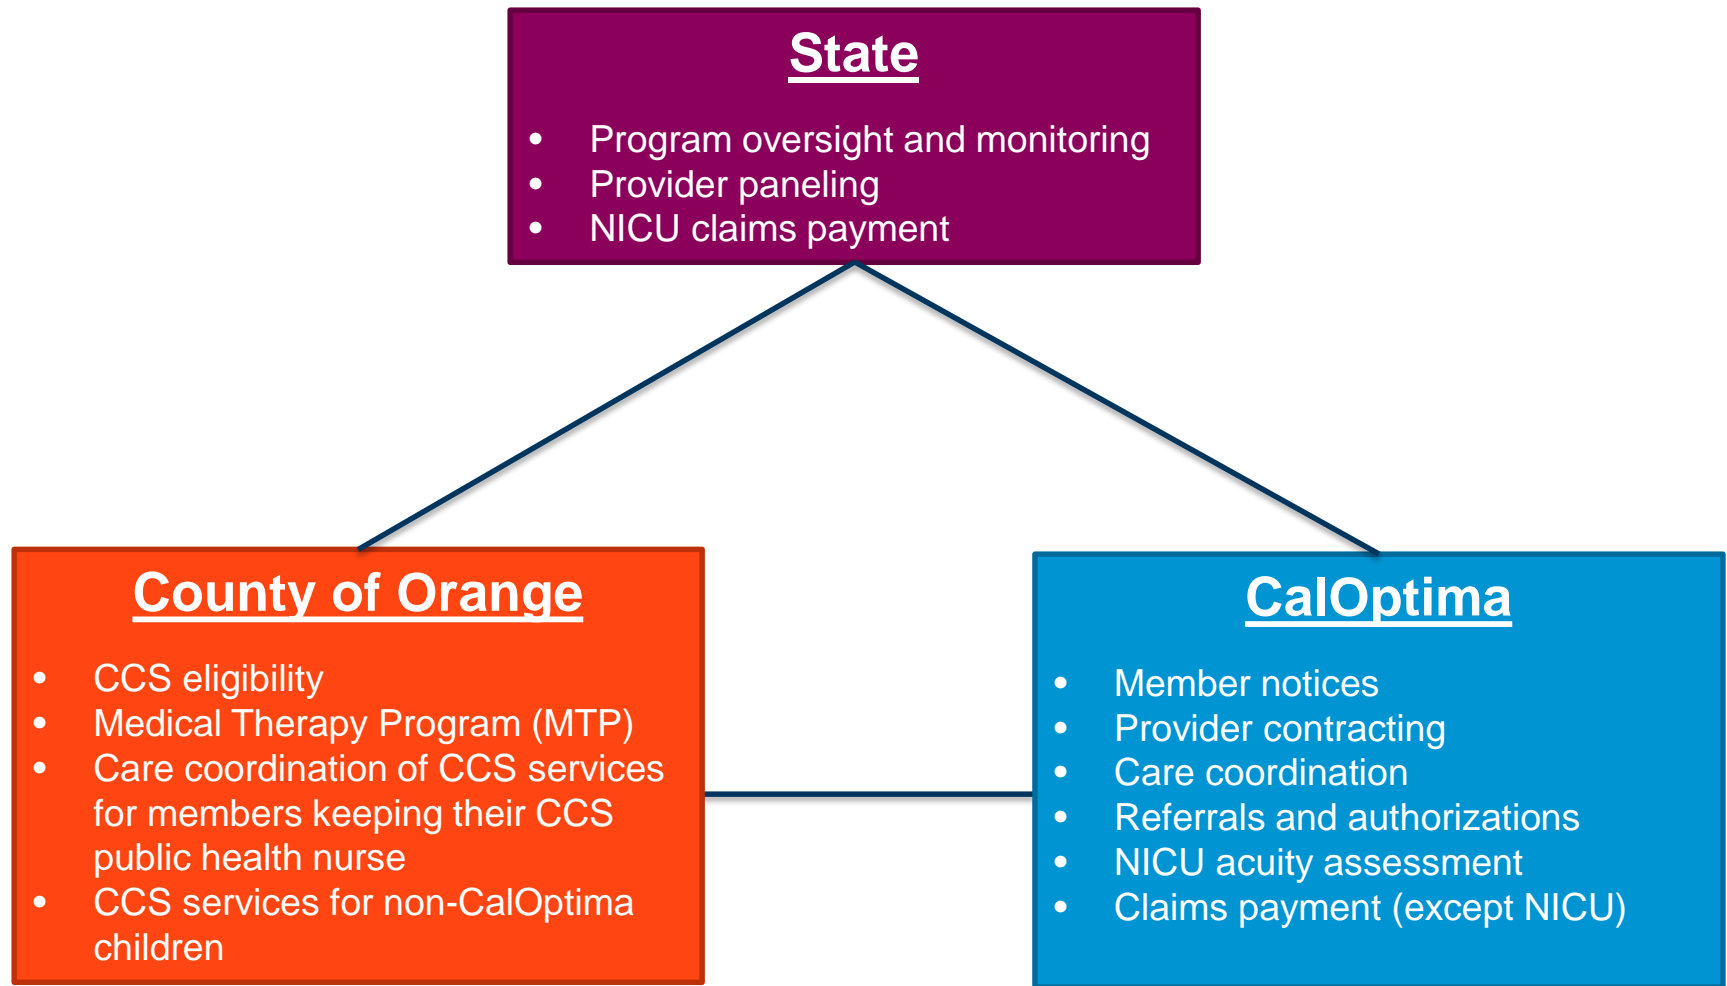 State
• Program oversight and monitoring
• Provider paneling
• NICU claims payment
County of Orange
• CCS eligibility
• Medical Therapy Program (MTP)
• Care coordination of CCS services
for members keeping their CCS
public health nurse
• CCS services for non-CalOptima
children
CalOptima
• Member notices
• Provider contracting
• Care coordination
• Referrals and authorizations
• NICU acuity assessment
• Claims payment (except NICU)